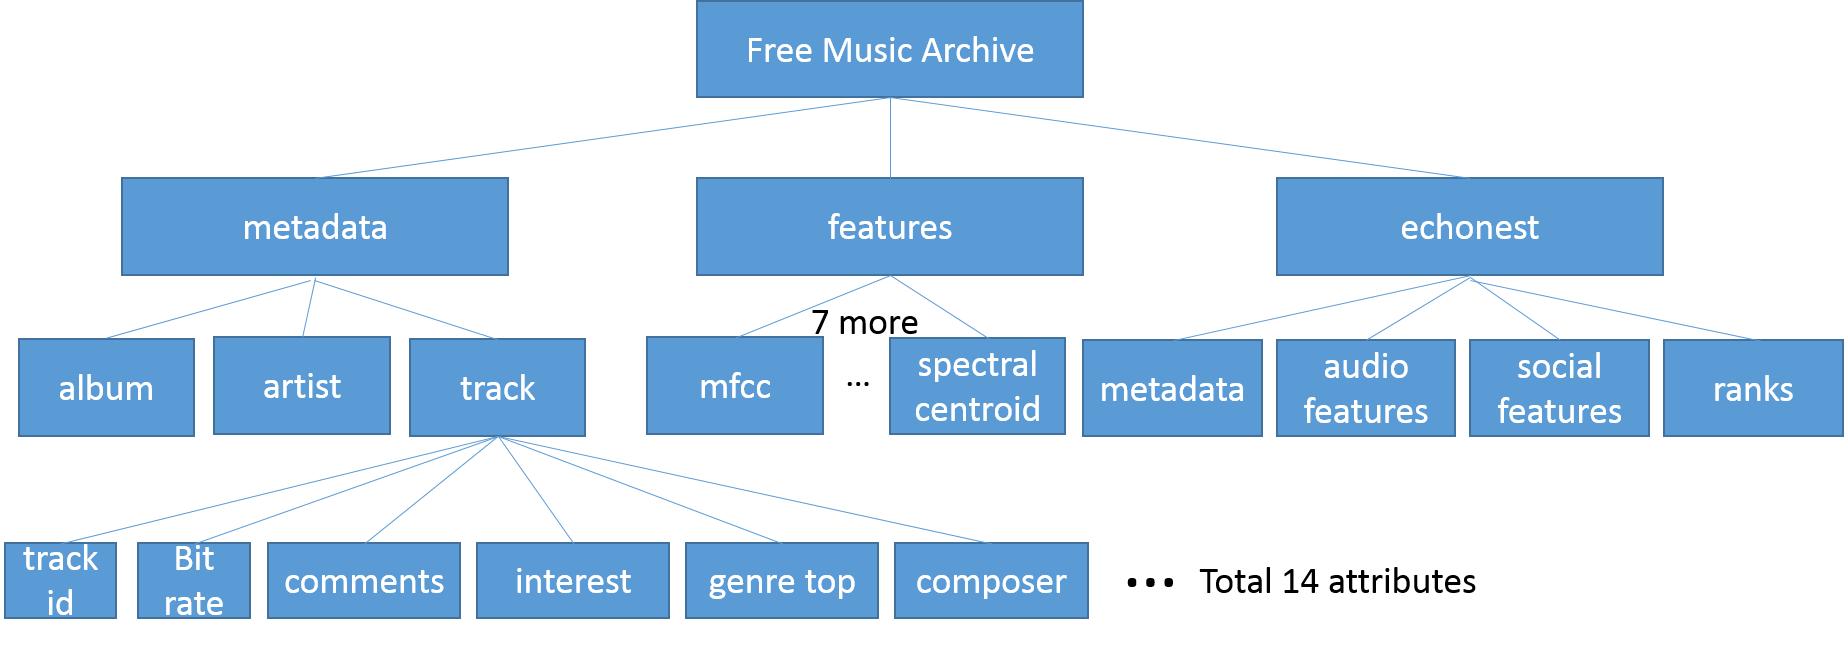 Free Music Archive
metadata
features
echonest
album
artist
track
mfcc
7 more
...
spectral
centroid
metadata
audio
features
social
features
ranks
track
id
Bit
rate
comments
interest
genre top
composer
... Total 14 attributes